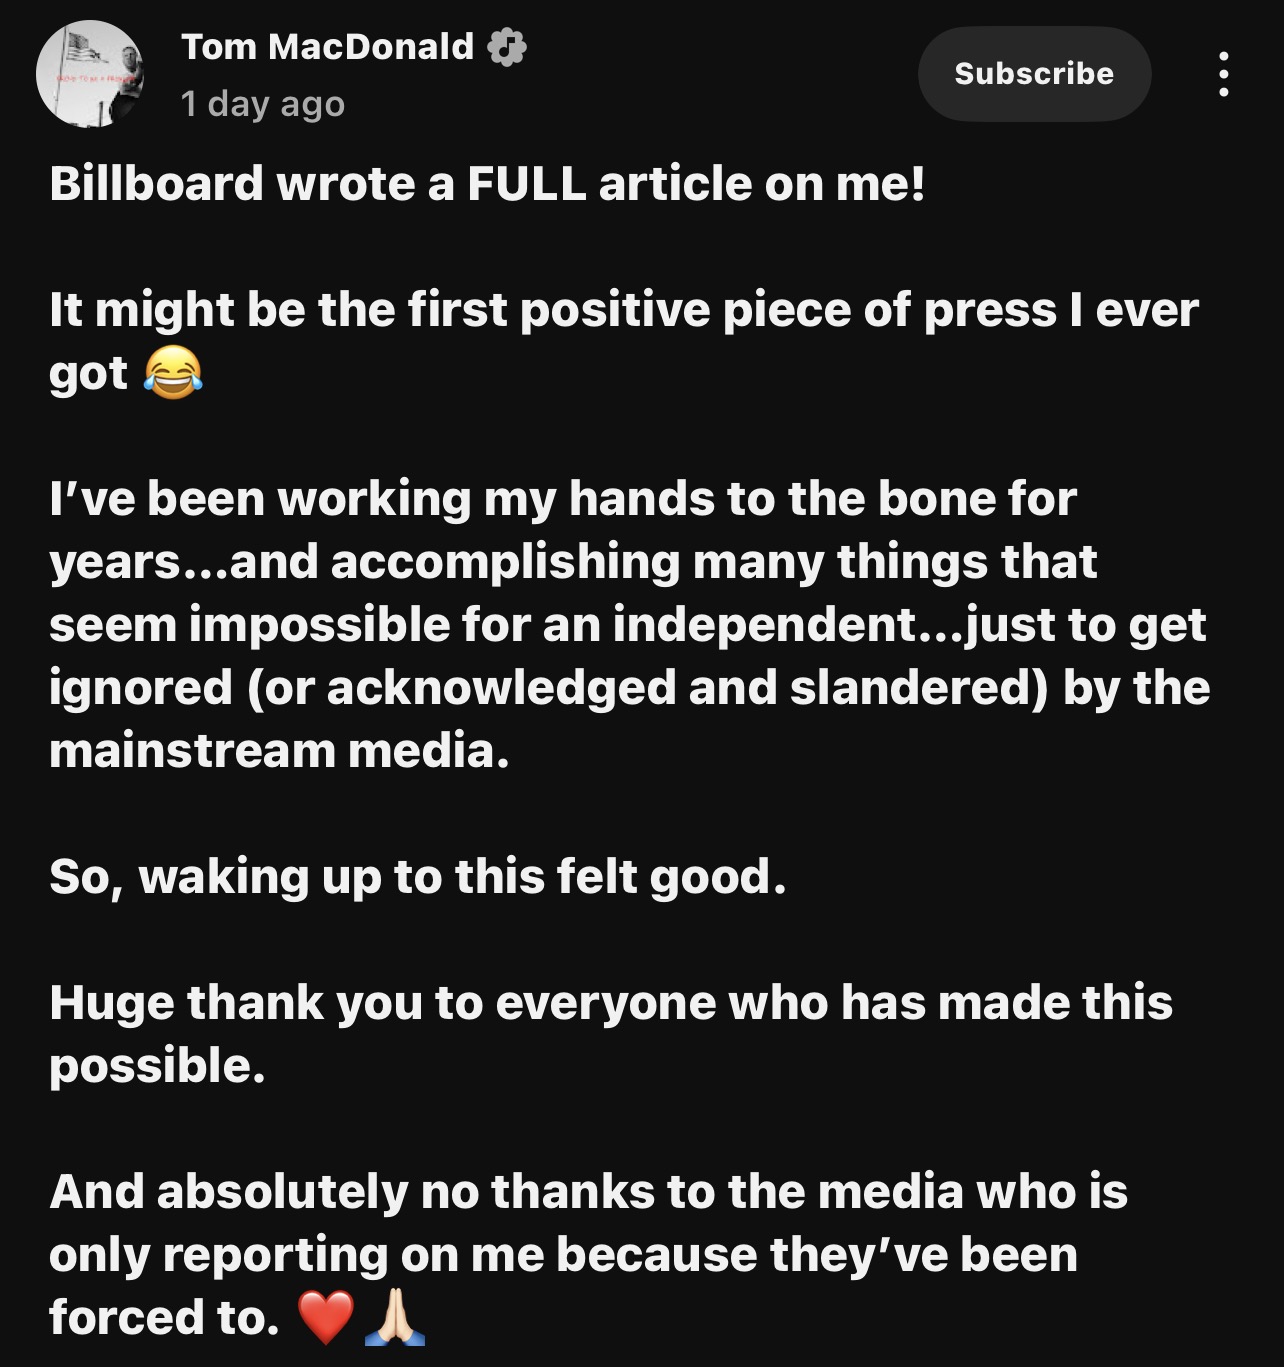 Tom MacDonald
1 day ago
Subscribe
Billboard wrote a FULL article on me!
It might be the first positive piece of press I ever
got 😂
I’ve been working my hands to the bone for
years...and accomplishing many things that
seem impossible for an independent...just to get
ignored (or acknowledged and slandered) by the
mainstream media.
So, waking up to this felt good.
Huge thank you to everyone who has made this
possible.
And absolutely no thanks to the media who is
only reporting on me because they’ve been
forced to. ❤️🙏🏻